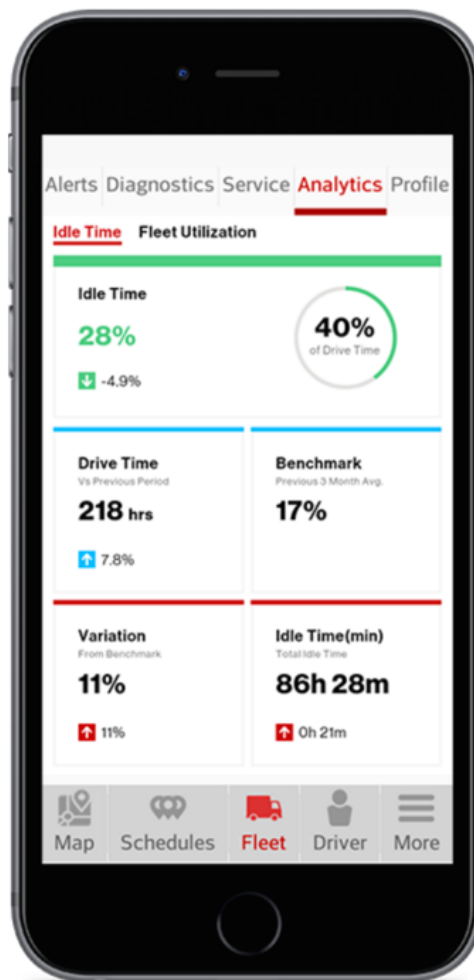 Alerts Diagnostics Service Analytics Profile
Idle Time Fleet Utilization
Idle Time
28%
-4.9%
40%
of Drive Time
Drive Time
Vs Previous Period
218 hrs
7.8%
Benchmark
Previous 3 Month Avg.
17%
Variation
From Benchmark
11%
11%
Idle Time(min)
Total Idle Time
86h 28m
0h 21m
Map Schedules Fleet Driver More